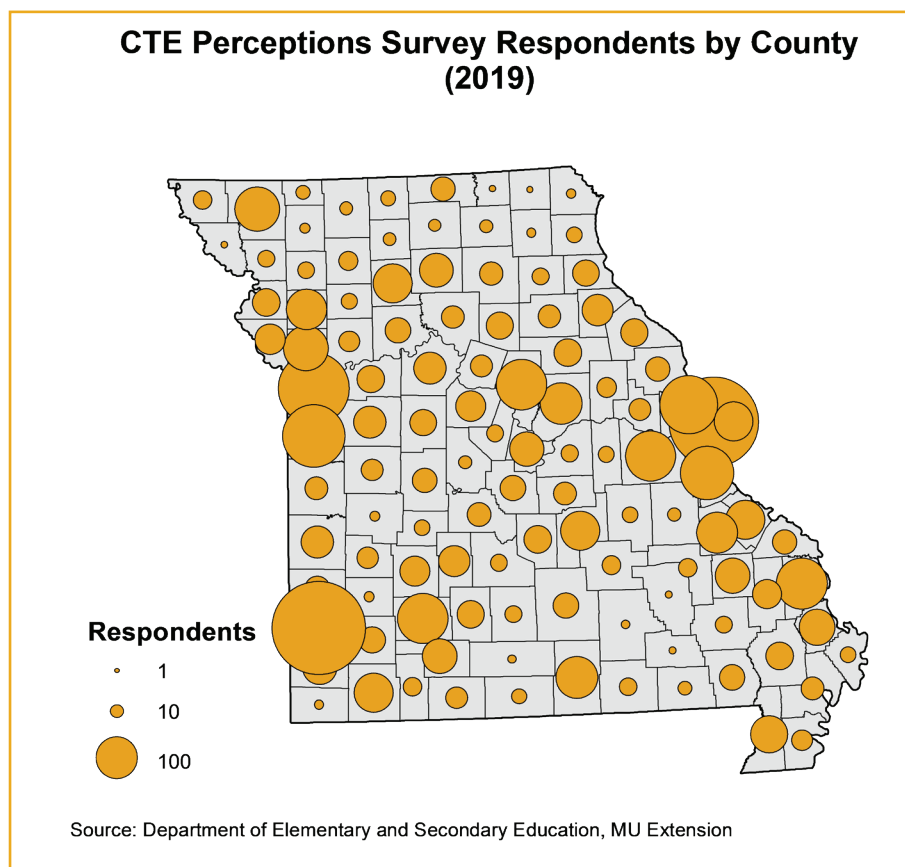 CTE Perceptions Survey Respondents by County
(2019)
Respondents
1
10
100
Source: Department of Elementary and Secondary Education, MU Extension